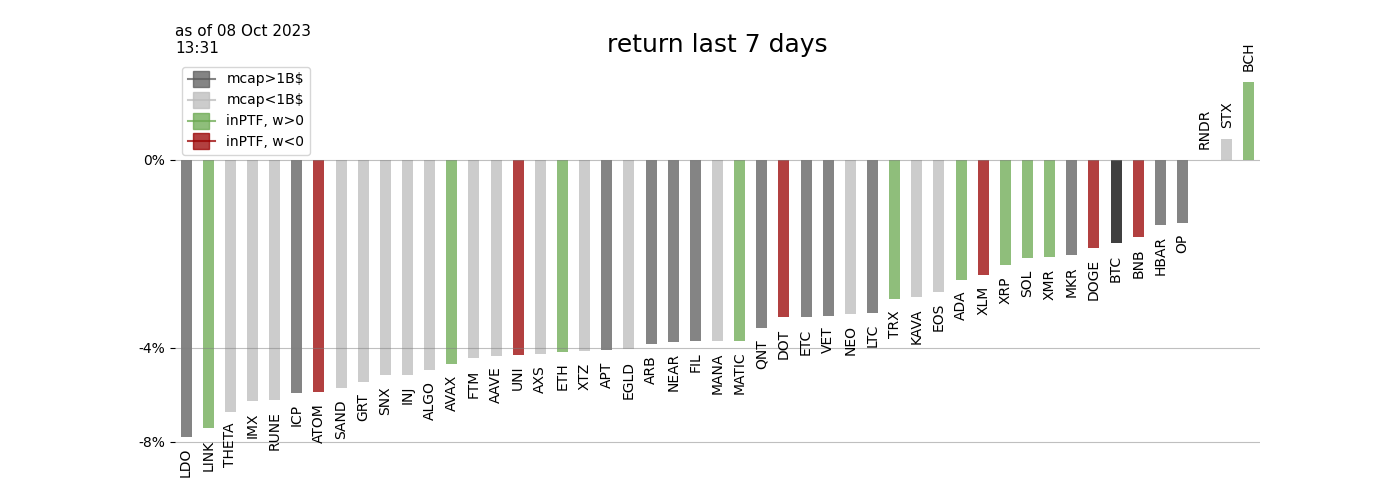 as of 08 Oct 2023
13:31
return last 7 days
mcap>1B$
mcap<1B$
inPTF, w>0
inPTF, w<0
0%
-4%
-8%
LDO
LINK
THETA
IMX
RUNE
ICP
ATOM
SAND
GRT
SNX
INJ
ALGO
AVAX
FTM
AAVE
UNI
AXS
ETH
XTZ
APT
EGLD
ARB
NEAR
FIL
MANA
MATIC
QNT
DOT
ETC
VET
NEO
LTC
TRX
KAVA
EOS
ADA
XLM
XRP
SOL
XMR
MKR
DOGE
BTC
BNB
HBAR
OP
RNDR
STX
BCH